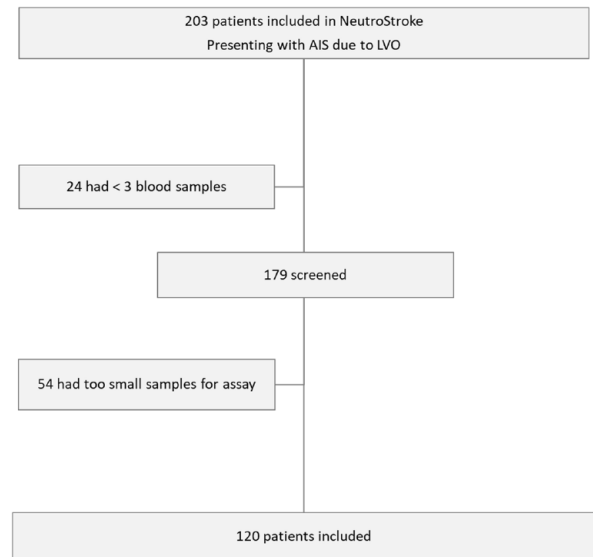 203 patients included in NeutroStroke
Presenting with AIS due to LVO
24 had < 3 blood samples
179 screened
54 had too small samples for assay
120 patients included